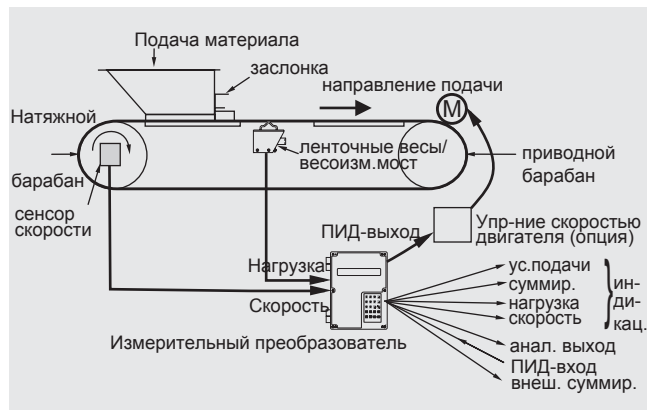 Подача материала
заслонка
направление подачи
M
Натяжной
барабан
ленточные весы/
весоизм.мост
приводной
барабан
сенсор
скорости
ПИД-выход
Упр-ние скоростью
двигателя (опция)
Нагрузка
Скорость
ус.подачи
суммир.
нагрузка
скорость
ин-
ди-
кац.
Измерительный преобразователь
анал. выход
ПИД-вход
внеш. суммир.